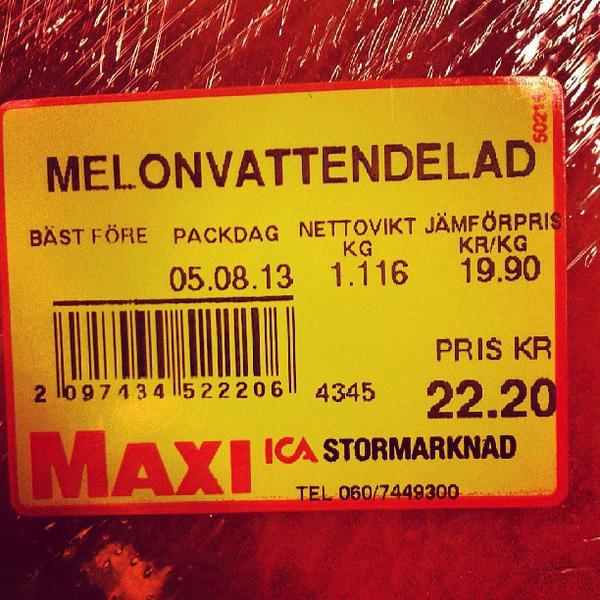 50215
MELONVATTENDELAD
BÄST FÖRE PACKDAG NETTOVIKT KG JÄMFÖRPRIS KR/KG
05.08.13 1.116 19.90
PRIS KR
2 097434 522206 4345 22.20
MAXI ICA STORMARKNAD
TEL 060/7449300